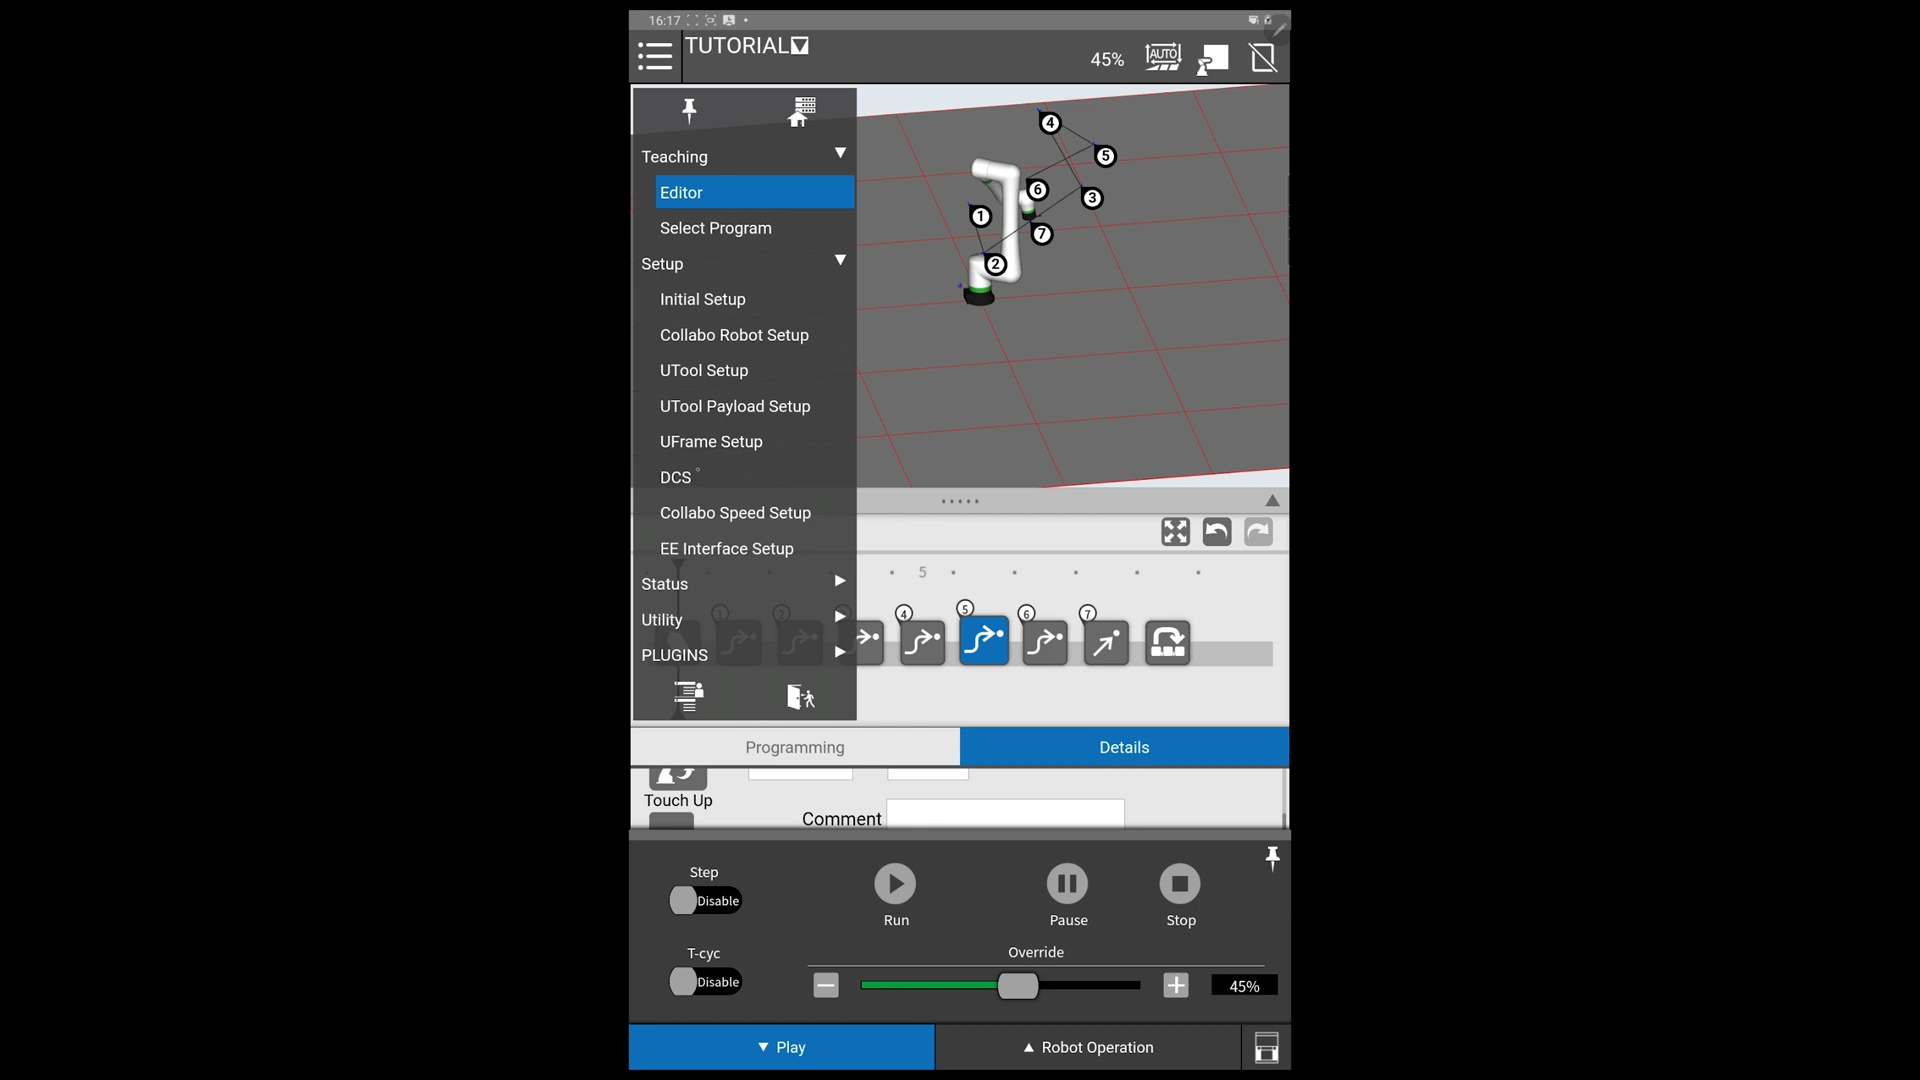 16:17
TUTORIAL
45%
AUTO
Teaching
Editor
Select Program
Setup
Initial Setup
Collabo Robot Setup
UTool Setup
UTool Payload Setup
UFrame Setup
DCS
Collabo Speed Setup
EE Interface Setup
Status
Utility
PLUGINS
4
5
6
3
1
7
2
5
1
2
4
5
6
7
Programming
Details
Touch Up
Comment
Step
Disable
Run
Pause
Stop
T-cyc
Disable
Override
45%
Play
Robot Operation